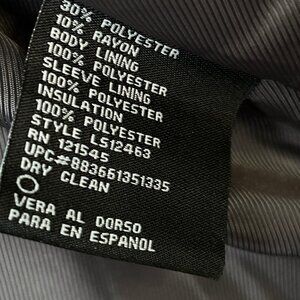 30% POLYESTER
10% RAYON
BODY LINING
100% POLYESTER
SLEEVE LINING
100% POLYESTER
INSULATION
100% POLYESTER
STYLE LS12463
RN 121545
UPC#883661351335
DRY CLEAN
VERA AL DORSO
PARA EN ESPANOL